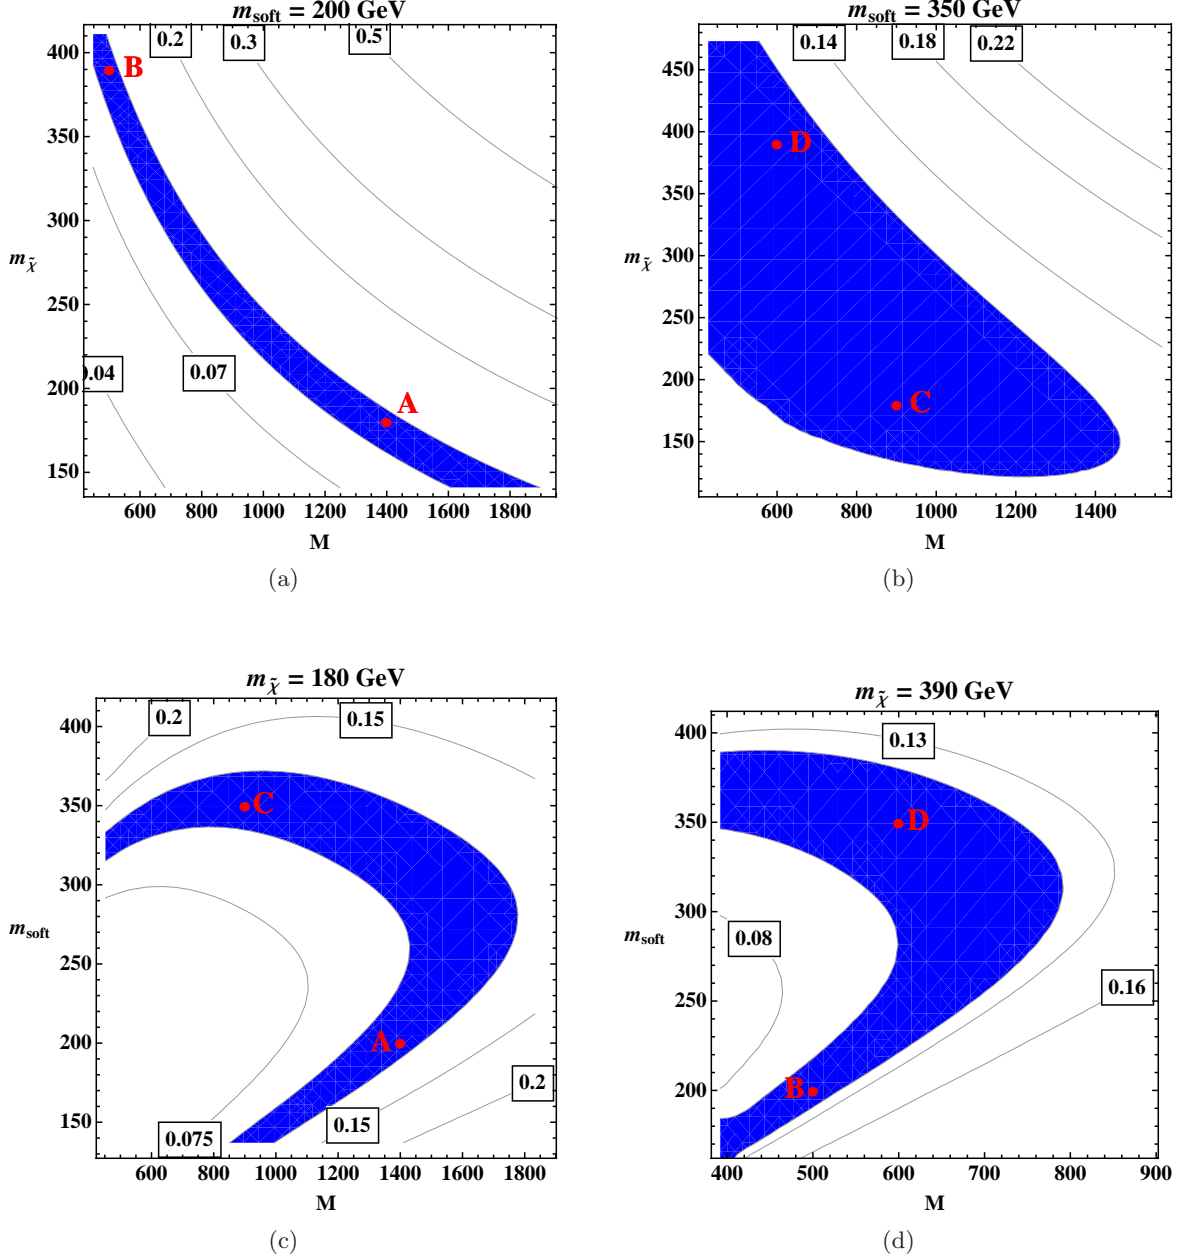 m_soft = 200 GeV
0.2
0.3
0.5
B
0.04
0.07
A
400
350
300
250
200
150
m_χ̃
600 800 1000 1200 1400 1600 1800
M
(a)
m_soft = 350 GeV
0.14
0.18
0.22
D
C
450
400
350
300
250
200
150
m_χ̃
600 800 1000 1200 1400
M
(b)
m_χ̃ = 180 GeV
0.2
0.15
C
A
0.2
0.15
0.075
400
350
300
250
200
150
m_soft
600 800 1000 1200 1400 1600 1800
M
(c)
m_χ̃ = 390 GeV
0.13
D
0.08
0.16
B
400
350
300
250
200
m_soft
400 500 600 700 800 900
M
(d)